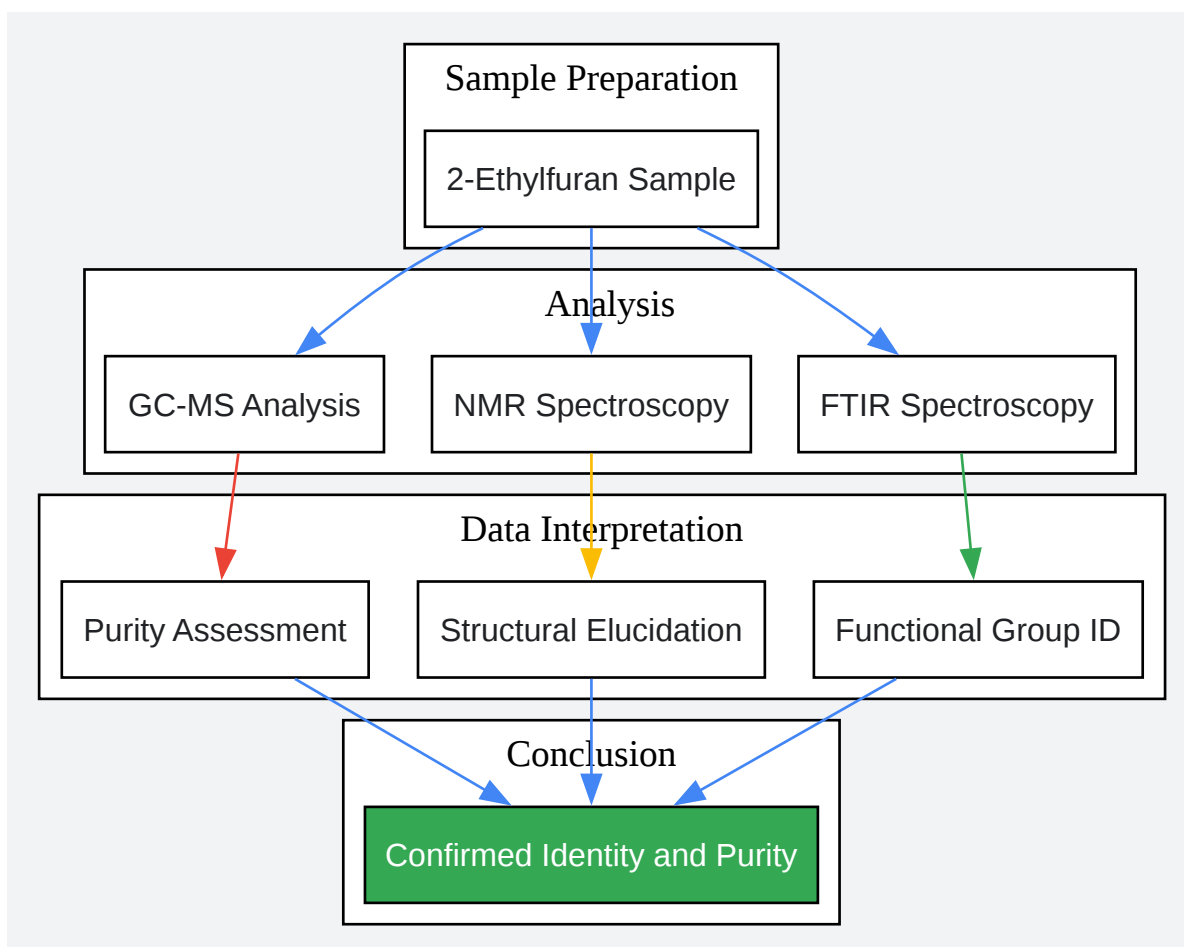 Sample Preparation
2-Ethylfuran Sample
Analysis
GC-MS Analysis
NMR Spectroscopy
FTIR Spectroscopy
Data Interpretation
Purity Assessment
Structural Elucidation
Functional Group ID
Conclusion
Confirmed Identity and Purity